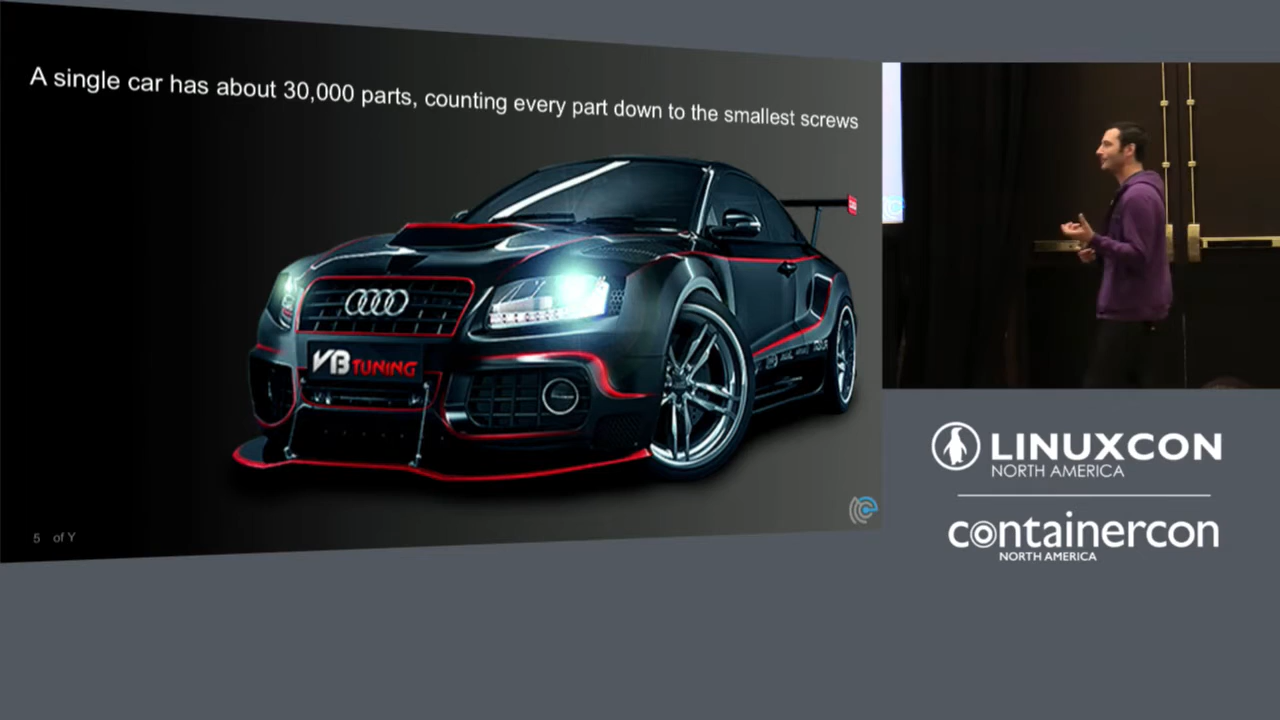 A single car has about 30,000 parts, counting every part down to the smallest screws
VB TUNING
5 of Y
LINUXCON
NORTH AMERICA
containercon
NORTH AMERICA